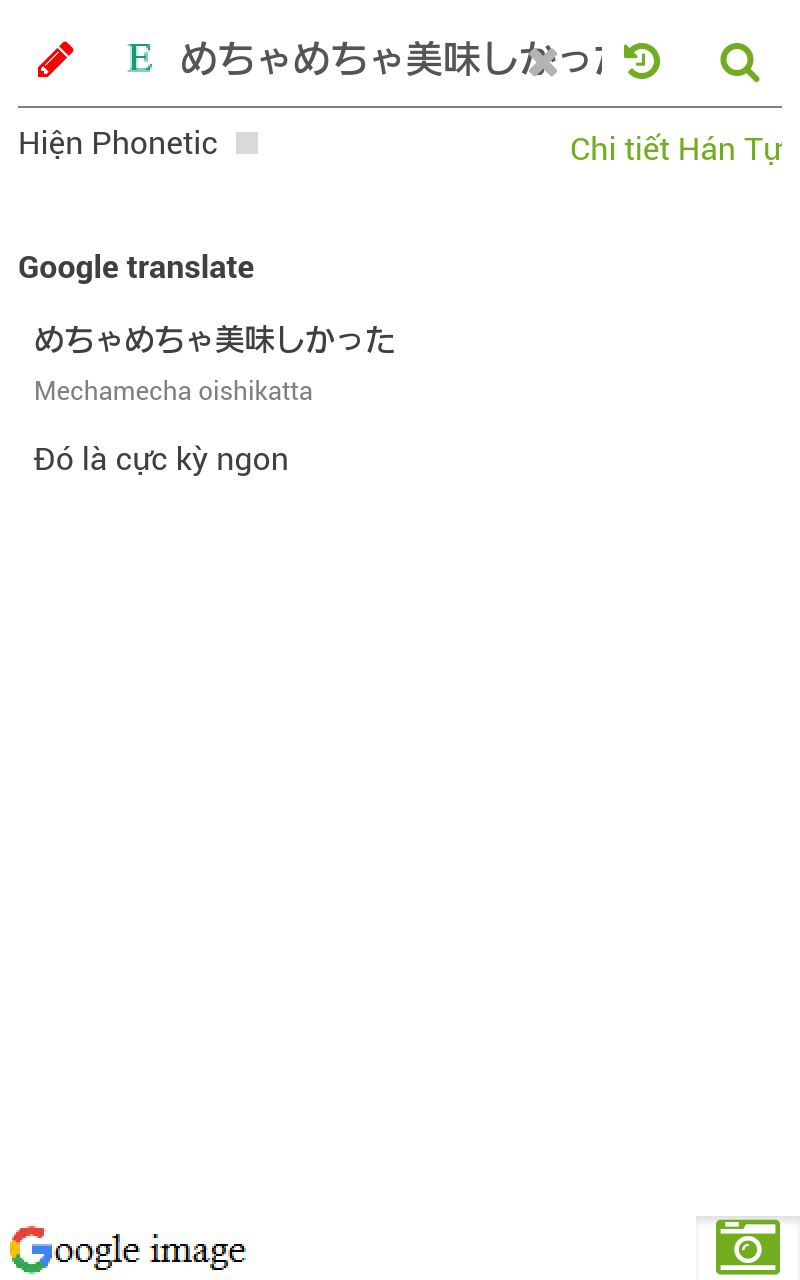 E めちゃめちゃ美味しかった
Hiện Phonetic
Chi tiết Hán Tự
Google translate
めちゃめちゃ美味しかった
Mechamecha oishikatta
Đó là cực kỳ ngon
Google image